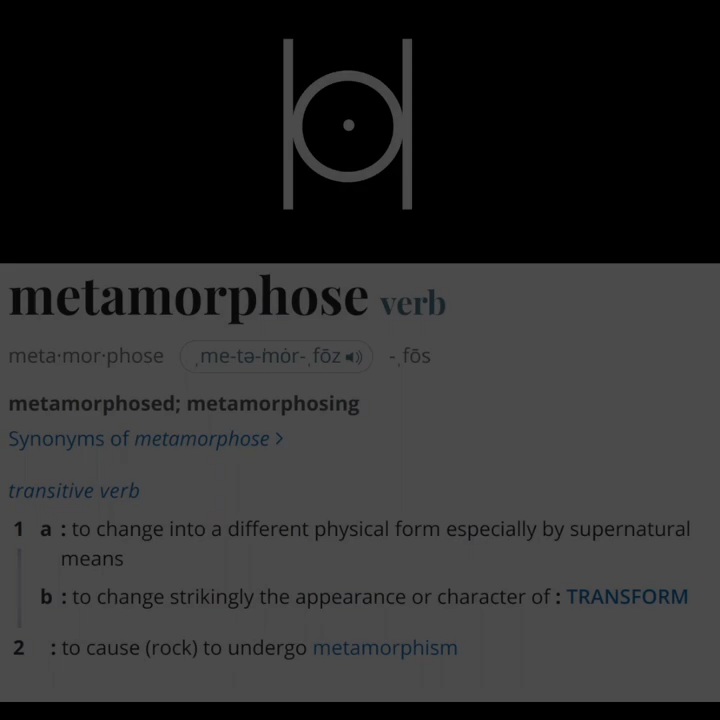 metamorphose verb
meta·mor·phose ˌme-tə-ˈmȯr-ˌfōz -ˌfōs
metamorphosed; metamorphosing
Synonyms of metamorphose >
transitive verb
1 a : to change into a different physical form especially by supernatural
means
b : to change strikingly the appearance or character of : TRANSFORM
2 : to cause (rock) to undergo metamorphism